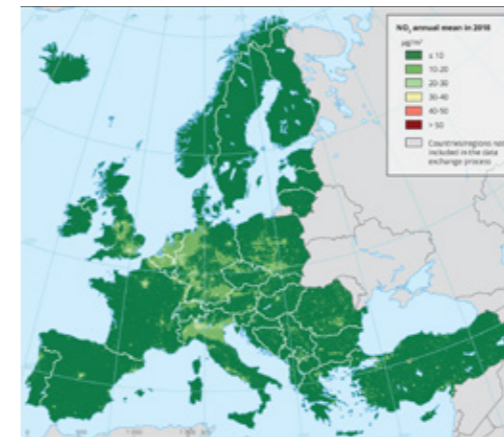 NO₂ annual mean in 2018
µg/m³
≤ 10
10-20
20-30
30-40
40-50
> 50
Countries/regions not
included in the data
exchange process